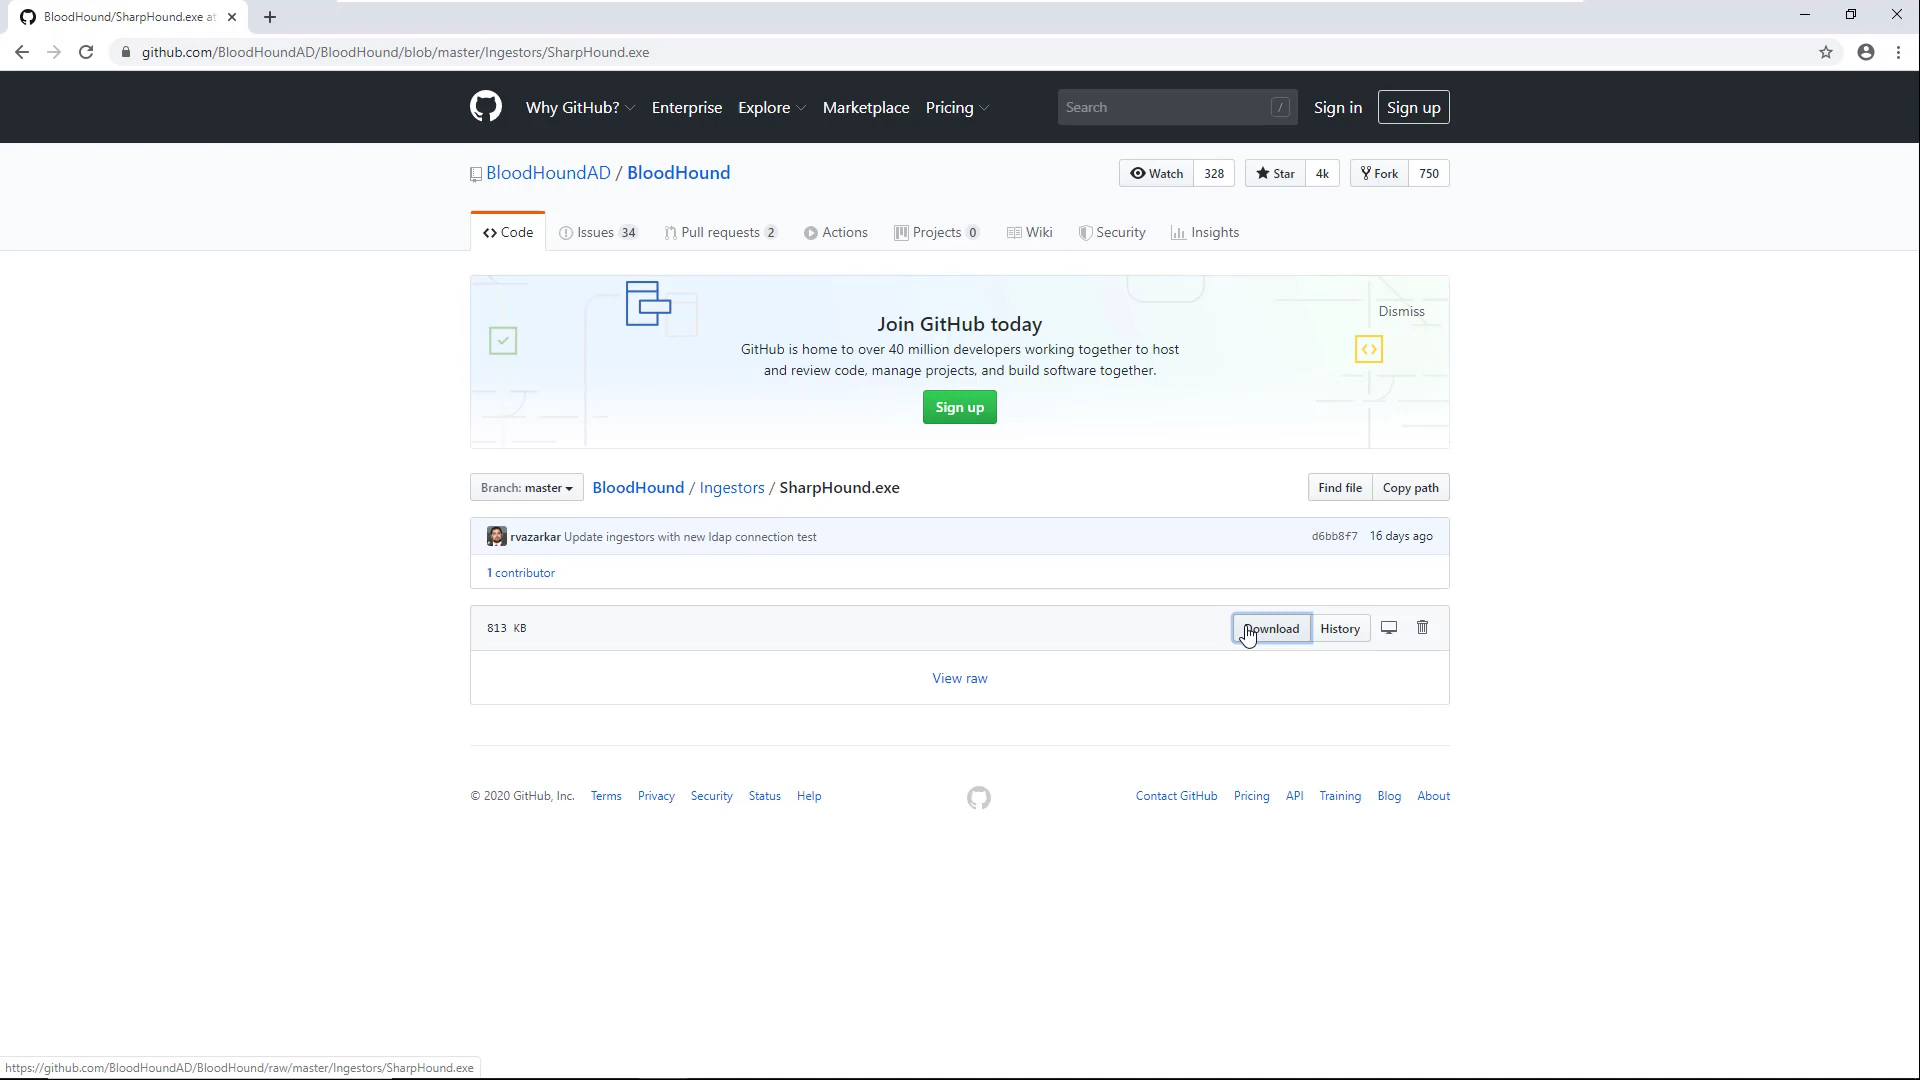 BloodHound/SharpHound.exe at
github.com/BloodHoundAD/BloodHound/blob/master/Ingestors/SharpHound.exe
Why GitHub? Enterprise Explore Marketplace Pricing Search / Sign in Sign up
BloodHoundAD / BloodHound Watch 328 Star 4k Fork 750
Code Issues 34 Pull requests 2 Actions Projects 0 Wiki Security Insights
Dismiss
Join GitHub today
GitHub is home to over 40 million developers working together to host
and review code, manage projects, and build software together.
Sign up
Branch: master BloodHound / Ingestors / SharpHound.exe Find file Copy path
rvazarkar Update ingestors with new ldap connection test d6bb8f7 16 days ago
1 contributor
813 KB Download History
View raw
© 2020 GitHub, Inc. Terms Privacy Security Status Help Contact GitHub Pricing API Training Blog About
https://github.com/BloodHoundAD/BloodHound/raw/master/Ingestors/SharpHound.exe